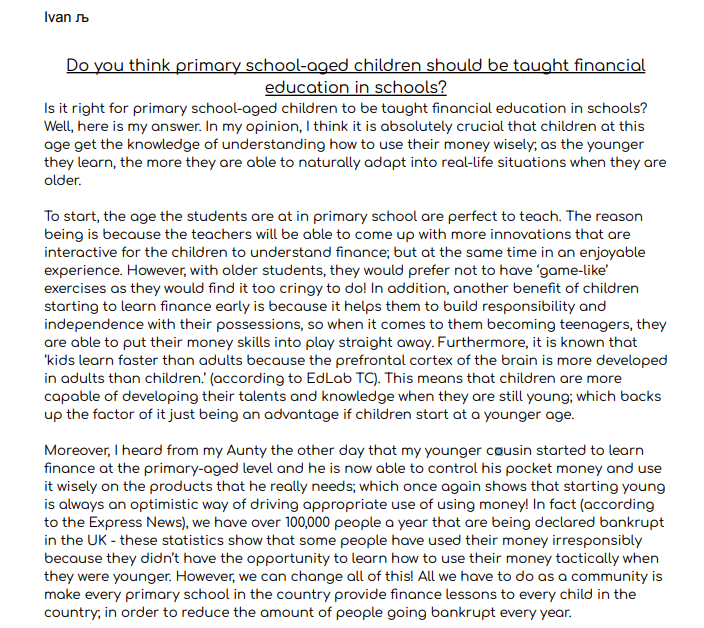 Ivan љ
Do you think primary school-aged children should be taught financial
education in schools?
Is it right for primary school-aged children to be taught financial education in schools?
Well, here is my answer. In my opinion, I think it is absolutely crucial that children at this
age get the knowledge of understanding how to use their money wisely; as the younger
they learn, the more they are able to naturally adapt into real-life situations when they are
older.
To start, the age the students are at in primary school are perfect to teach. The reason
being is because the teachers will be able to come up with more innovations that are
interactive for the children to understand finance; but at the same time in an enjoyable
experience. However, with older students, they would prefer not to have ‘game-like’
exercises as they would find it too cringy to do! In addition, another benefit of children
starting to learn finance early is because it helps them to build responsibility and
independence with their possessions, so when it comes to them becoming teenagers, they
are able to put their money skills into play straight away. Furthermore, it is known that
‘kids learn faster than adults because the prefrontal cortex of the brain is more developed
in adults than children.’ (according to EdLab TC). This means that children are more
capable of developing their talents and knowledge when they are still young; which backs
up the factor of it just being an advantage if children start at a younger age.
Moreover, I heard from my Aunty the other day that my younger cousin started to learn
finance at the primary-aged level and he is now able to control his pocket money and use
it wisely on the products that he really needs; which once again shows that starting young
is always an optimistic way of driving appropriate use of using money! In fact (according
to the Express News), we have over 100,000 people a year that are being declared bankrupt
in the UK - these statistics show that some people have used their money irresponsibly
because they didn’t have the opportunity to learn how to use their money tactically when
they were younger. However, we can change all of this! All we have to do as a community is
make every primary school in the country provide finance lessons to every child in the
country; in order to reduce the amount of people going bankrupt every year.